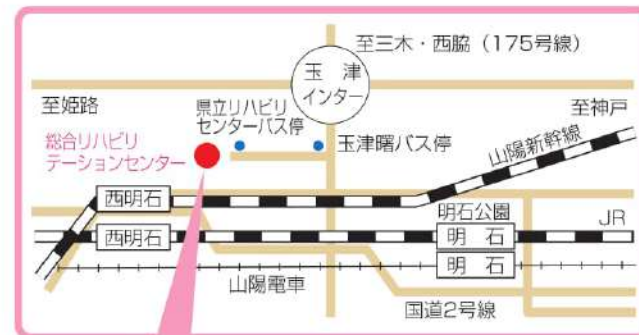 至三木・西脇（175号線）
玉　津
インター
至姫路
県立リハビリ
センターバス停
至神戸
総合リハビリ
テーションセンター
玉津曙バス停
山陽新幹線
西明石
明石公園
JR
西明石
明　石
明　石
山陽電車
国道2号線